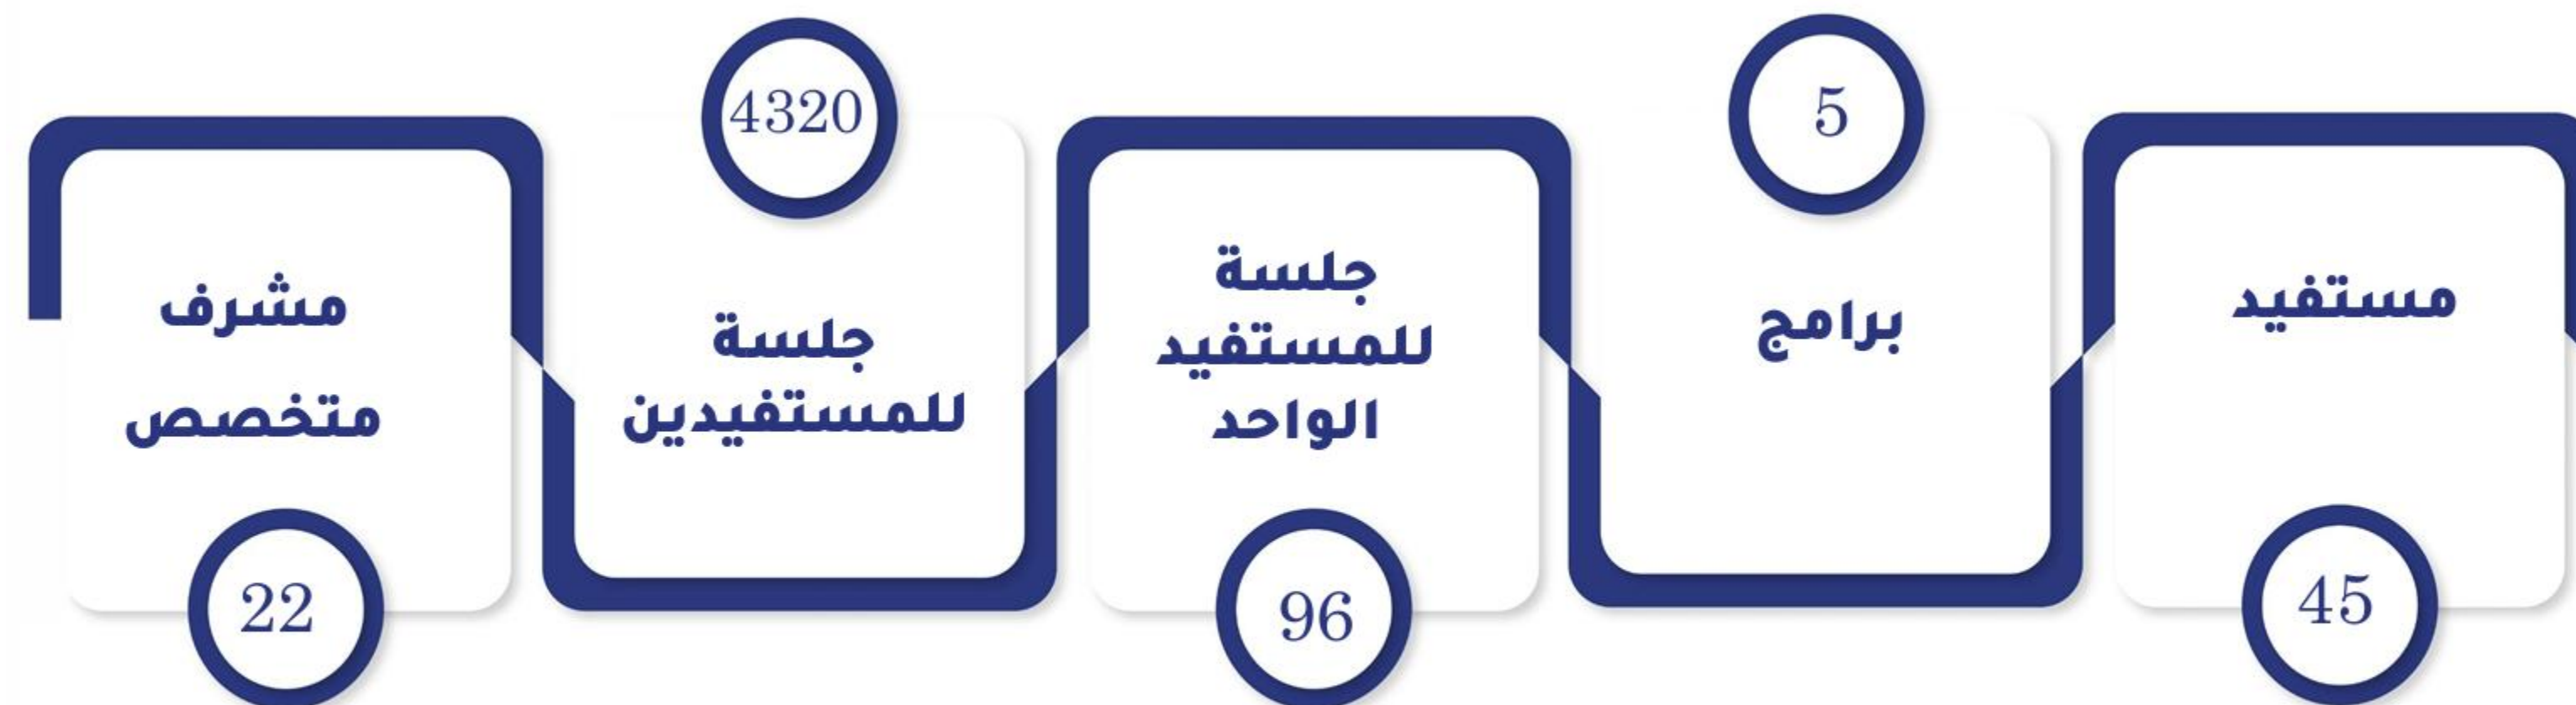 مستفيد
45
5
برامج
جلسة
للمستفيد
الواحد
96
4320
جلسة
للمستفيدين
مشرف
متخصص
22